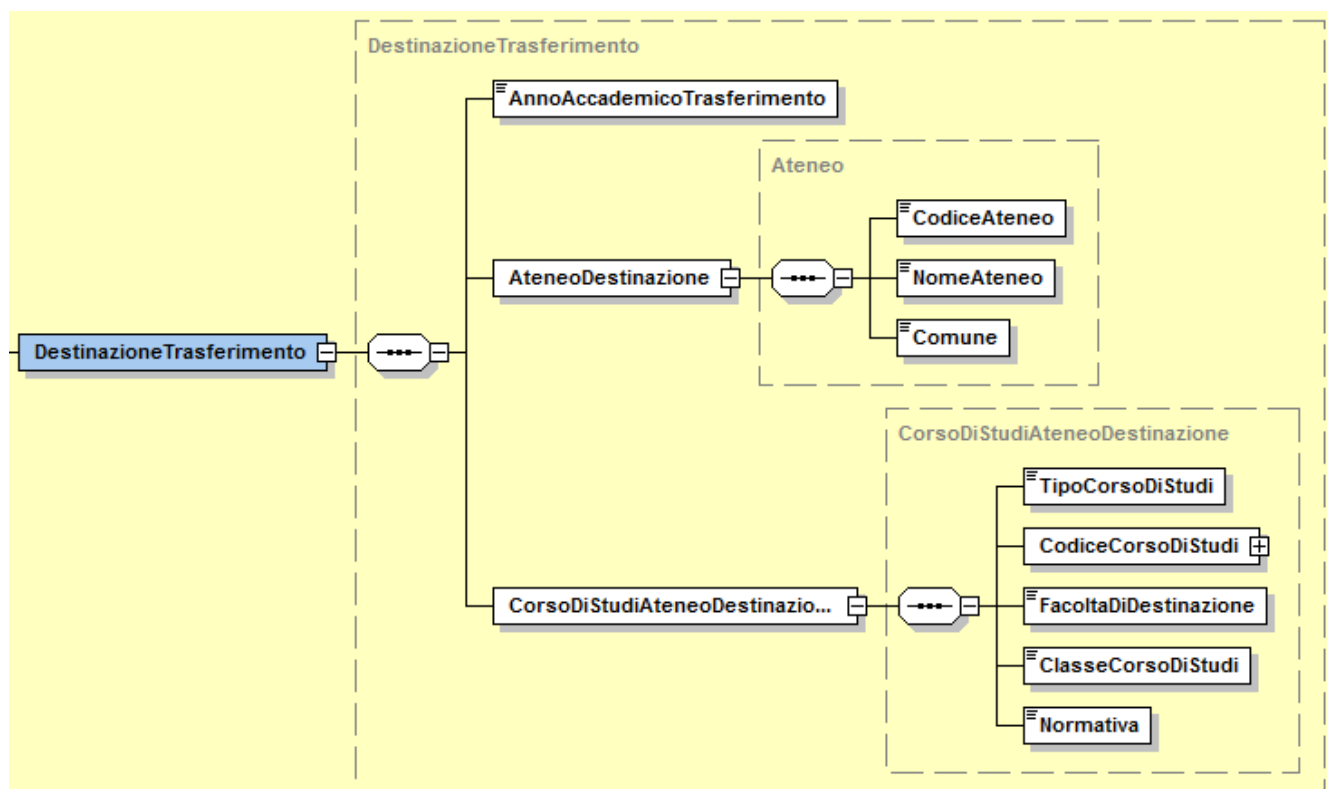 DestinazioneTrasferimento
AnnoAccademicoTrasferimento
Ateneo
CodiceAteneo
AteneoDestinazione
NomeAteneo
Comune
DestinazioneTrasferimento
CorsoDiStudiAteneoDestinazione
TipoCorsoDiStudi
CodiceCorsoDiStudi
CorsoDiStudiAteneoDestinazio...
FacoltaDiDestinazione
ClasseCorsoDiStudi
Normativa